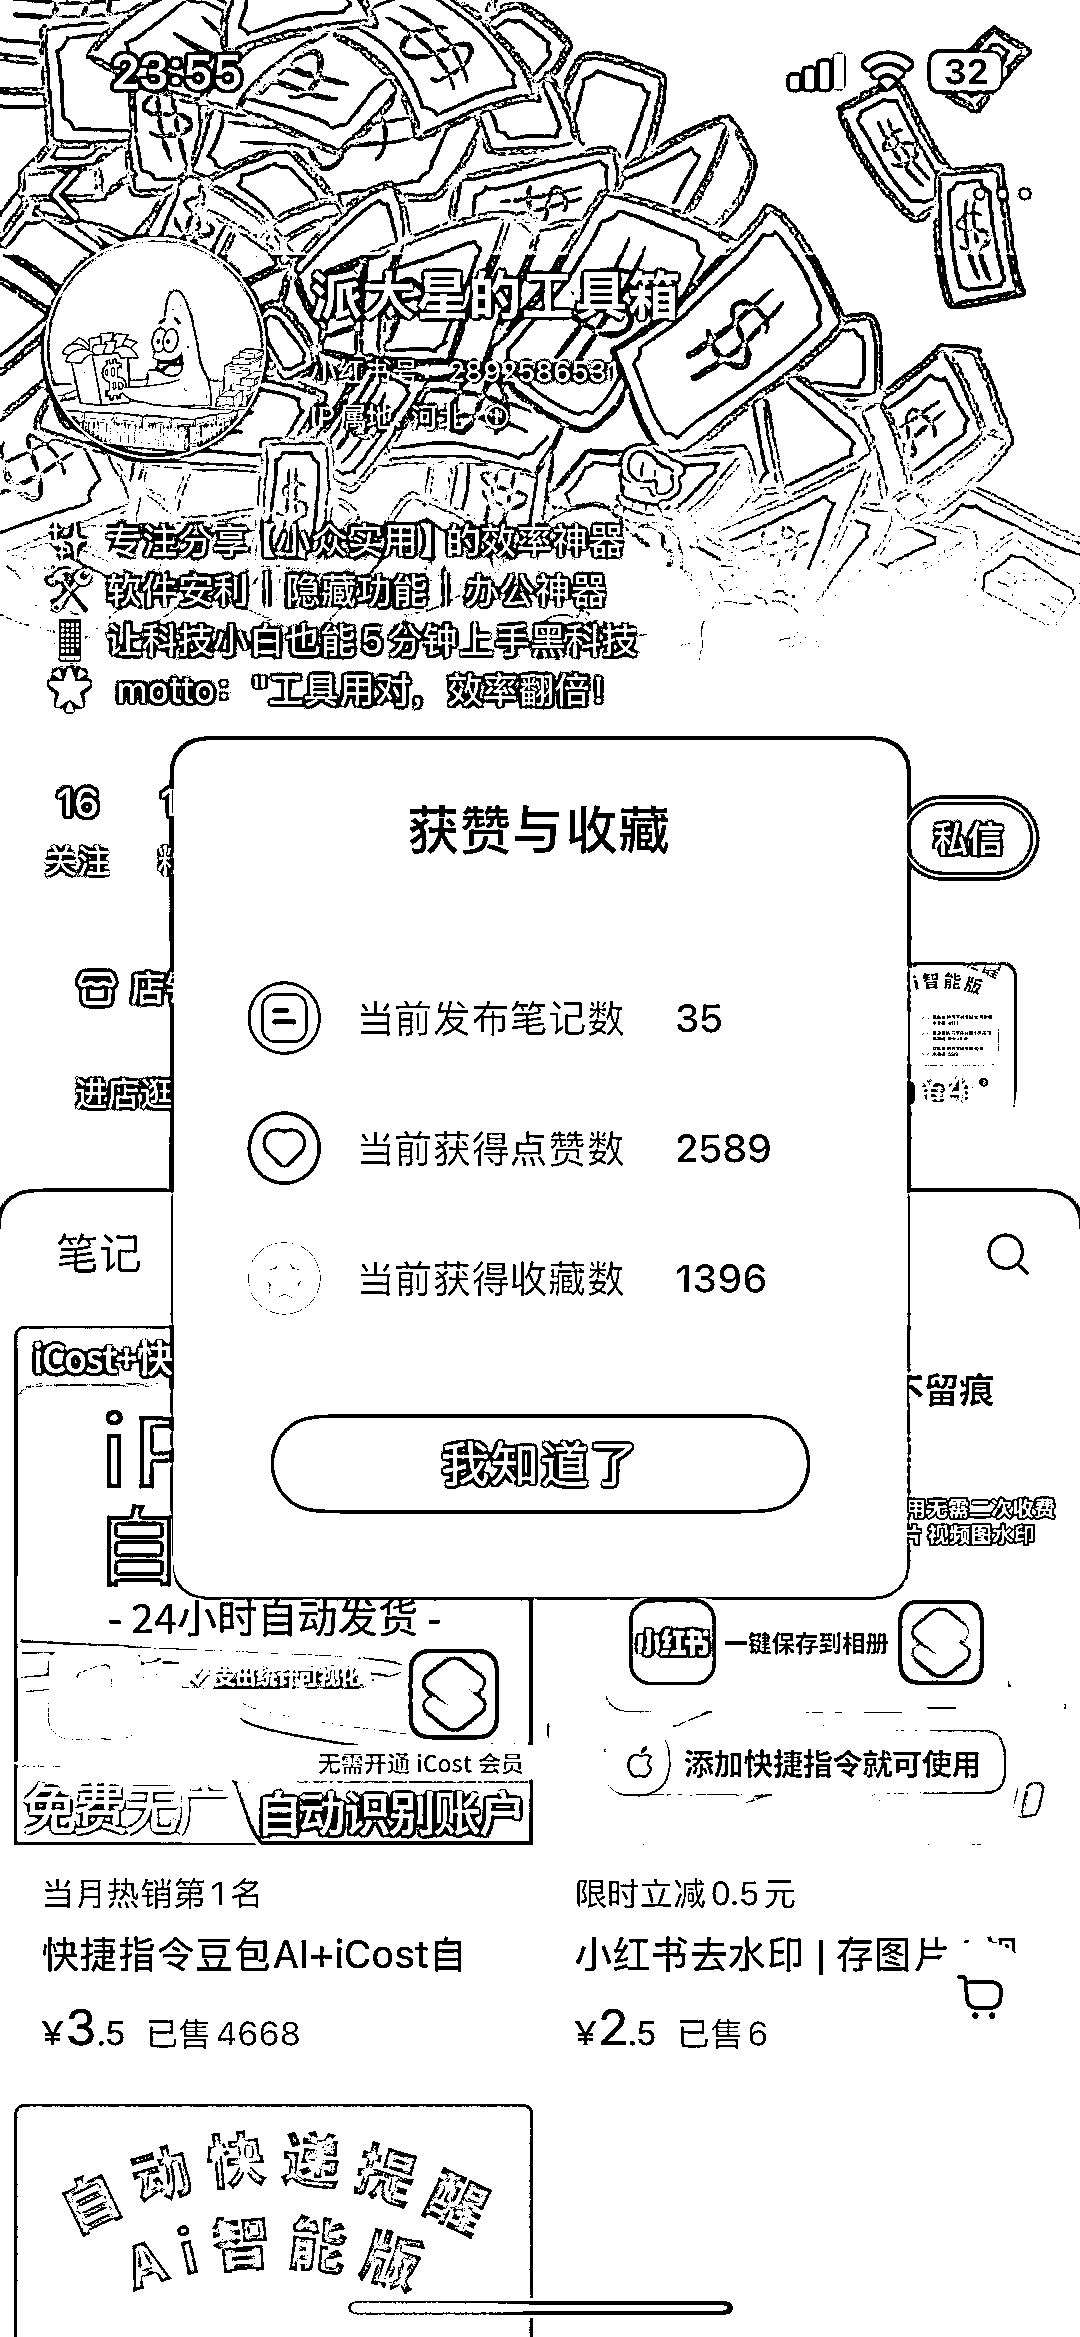 23:55
32
派大星的工具箱
小红书号：2892586531
IP 属地：河北
专注分享【小众实用】的效率神器
软件安利｜隐藏功能｜办公神器
让科技小白也能5分钟上手黑科技
motto："工具用对，效率翻倍！
16
关注
私信
获赞与收藏
当前发布笔记数 35
当前获得点赞数 2589
当前获得收藏数 1396
我知道了
店
进店逛
i智能版
笔记
iCost+快
自
不留痕
用无需二次收费
片 视频图水印
- 24小时自动发货 -
支出统计可视化
无需开通 iCost 会员
免费无广
自动识别账户
小红书
一键保存到相册
添加快捷指令就可使用
当月热销第1名
快捷指令豆包AI+iCost自
¥3.5 已售4668
限时立减0.5元
小红书去水印 | 存图片
¥2.5 已售6
自动快递提醒
Ai智能版